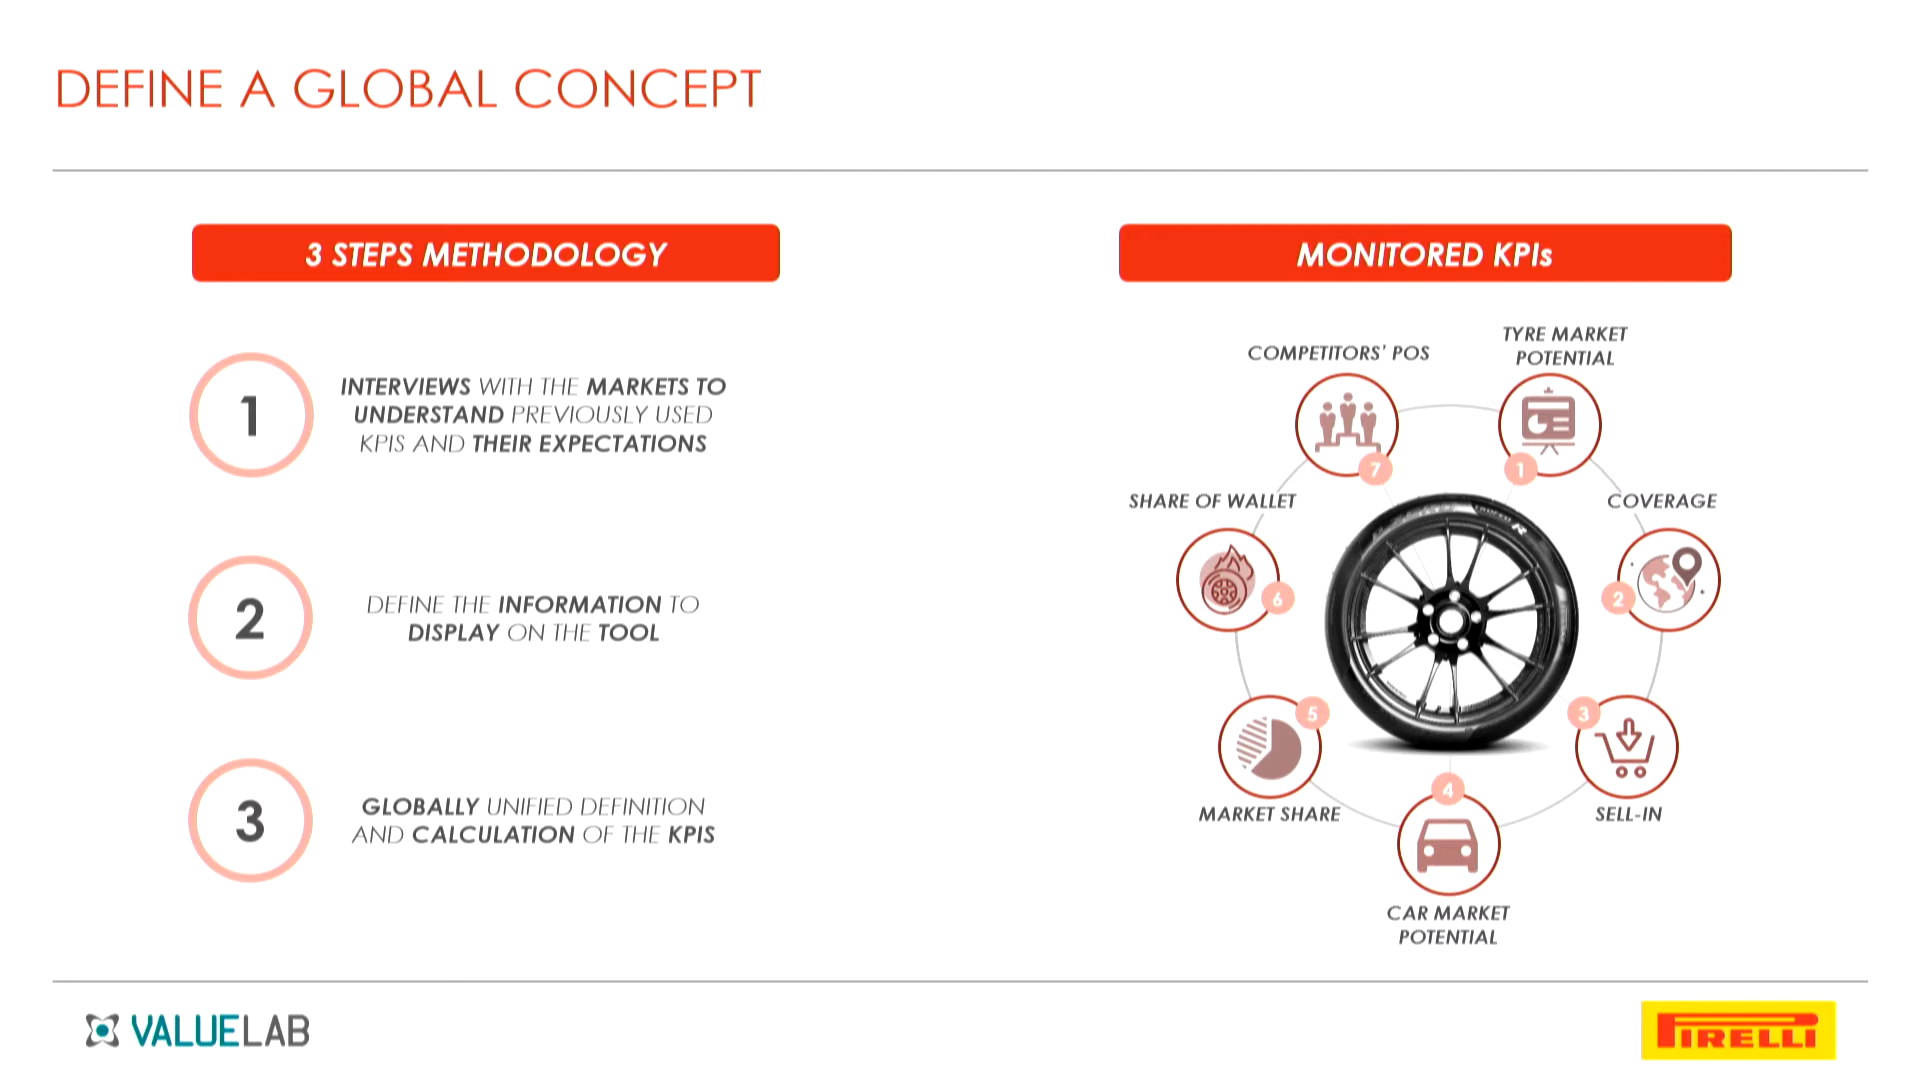 DEFINE A GLOBAL CONCEPT
3 STEPS METHODOLOGY
1
INTERVIEWS WITH THE MARKETS TO
UNDERSTAND PREVIOUSLY USED
KPIS AND THEIR EXPECTATIONS
2
DEFINE THE INFORMATION TO
DISPLAY ON THE TOOL
3
GLOBALLY UNIFIED DEFINITION
AND CALCULATION OF THE KPIS
MONITORED KPIs
TYRE MARKET
POTENTIAL
1
COVERAGE
2
3
SELL-IN
4
CAR MARKET
POTENTIAL
5
MARKET SHARE
SHARE OF WALLET
6
COMPETITORS' POS
7
VALUELAB
PIRELLI